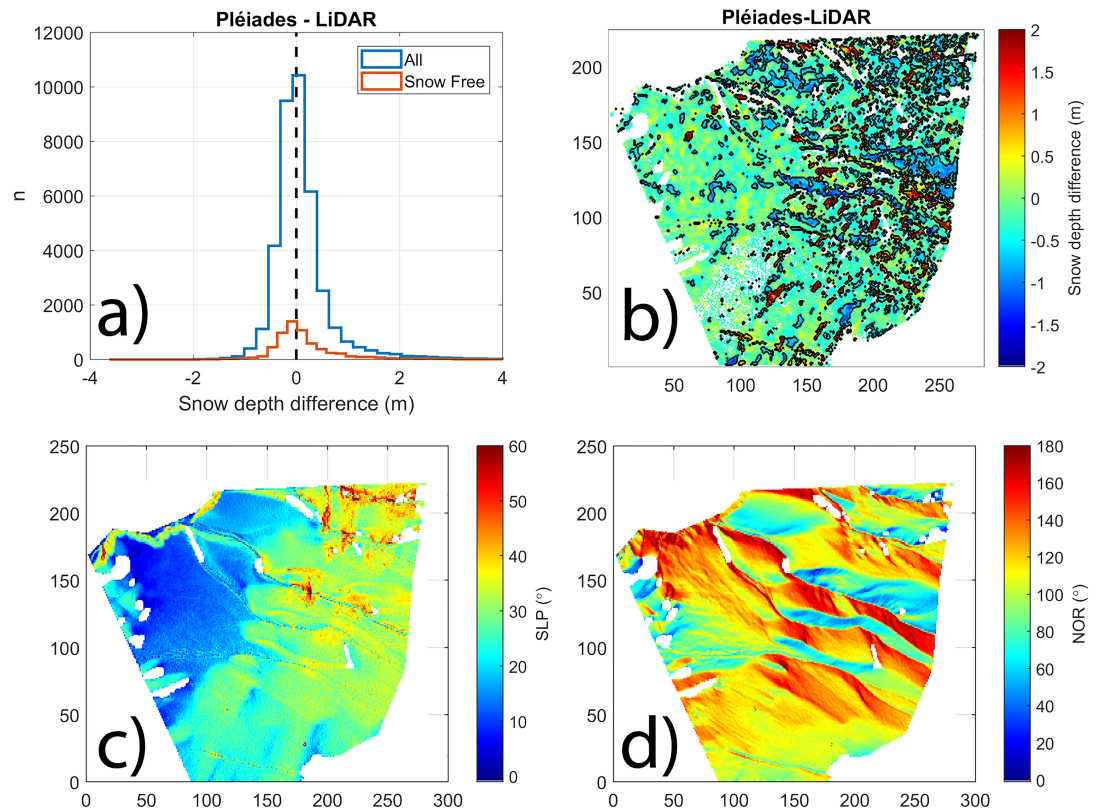 Pléiades - LiDAR
12000
10000
8000
6000
4000
2000
0
n
All
Snow Free
a)
-4 -2 0 2 4
Snow depth difference (m)
Pléiades-LiDAR
200
150
100
50
b)
50 100 150 200 250
2
1.5
1
0.5
0
-0.5
-1
-1.5
-2
Snow depth difference (m)
250
200
150
100
50
0
c)
0 50 100 150 200 250 300
60
50
40
30
20
10
0
SLP (°)
250
200
150
100
50
0
d)
0 50 100 150 200 250 300
180
160
140
120
100
80
60
40
20
0
NOR (°)